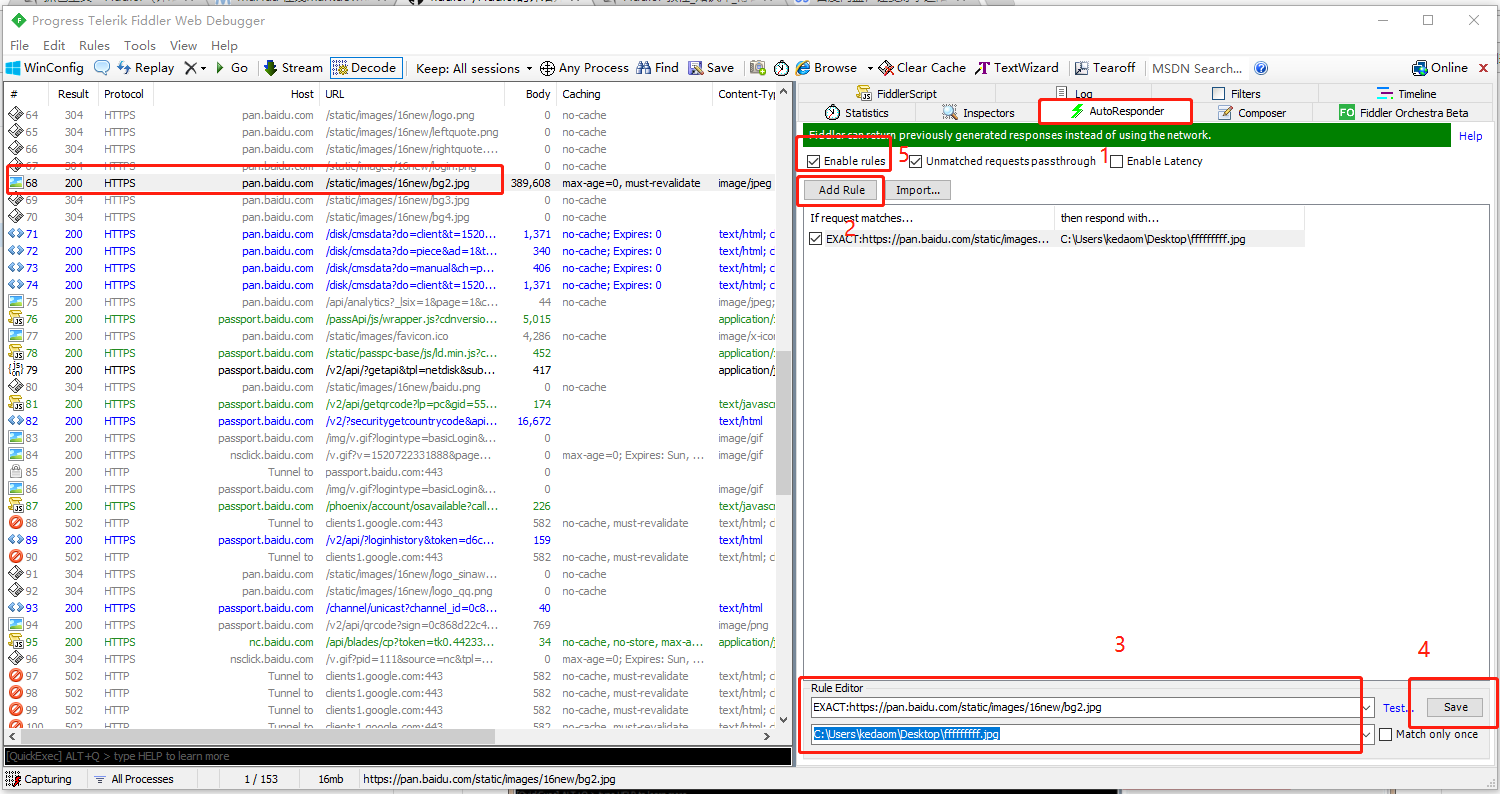 Progress Telerik Fiddler Web Debugger
File Edit Rules Tools View Help
WinConfig Replay Go Stream Decode Keep: All sessions Any Process Find Save Browse Clear Cache TextWizard Tearoff MSDN Search... Online
# Result Protocol Host URL Body Caching Content-Typ
64 304 HTTPS pan.baidu.com /static/images/16new/logo.png 0 no-cache
65 304 HTTPS pan.baidu.com /static/images/16new/leftquote.png 0 no-cache
66 304 HTTPS pan.baidu.com /static/images/16new/rightquote.... 0 no-cache
67 304 HTTPS pan.baidu.com /static/images/16new/login.png 0 no-cache
68 200 HTTPS pan.baidu.com /static/images/16new/bg2.jpg 389,608 max-age=0, must-revalidate image/jpeg
69 304 HTTPS pan.baidu.com /static/images/16new/bg3.jpg 0 no-cache
70 304 HTTPS pan.baidu.com /static/images/16new/bg4.jpg 0 no-cache
71 200 HTTPS pan.baidu.com /disk/cmsdata?do=client&t=1520... 1,371 no-cache; Expires: 0 text/html; c
72 200 HTTPS pan.baidu.com /disk/cmsdata?do=piece&ad=1&t... 340 no-cache; Expires: 0 text/html; c
73 200 HTTPS pan.baidu.com /disk/cmsdata?do=manual&ch=p... 406 no-cache; Expires: 0 text/html; c
74 200 HTTPS pan.baidu.com /disk/cmsdata?do=client&t=1520... 1,371 no-cache; Expires: 0 text/html; c
75 200 HTTPS pan.baidu.com /api/analytics?_lsix=1&page=1&c... 44 no-cache image/jpeg;
76 200 HTTPS passport.baidu.com /passApi/js/wrapper.js?cdnversio... 5,015 application/x
77 200 HTTPS pan.baidu.com /static/images/favicon.ico 4,286 no-cache image/x-ico
78 200 HTTPS passport.baidu.com /static/passpc-base/js/ld.min.js?c... 452 application/x
79 200 HTTPS passport.baidu.com /v2/api/?getapi&tpl=netdisk&sub... 417 application/j
80 304 HTTPS pan.baidu.com /static/images/16new/baidu.png 0 no-cache
81 200 HTTPS passport.baidu.com /v2/api/getqrcode?lp=pc&gid=55... 174 text/javascr
82 200 HTTPS passport.baidu.com /v2/?securitygetcountrycode&api... 16,672 text/html
83 200 HTTPS passport.baidu.com /img/v.gif?logintype=basicLogin&... 0 image/gif
84 200 HTTPS nsclick.baidu.com /v.gif?v=1520722331888&page... 0 max-age=0; Expires: Sun, ... image/gif
85 200 HTTP Tunnel to passport.baidu.com:443 0
86 200 HTTPS passport.baidu.com /img/v.gif?logintype=basicLogin&... 0 image/gif
87 200 HTTPS passport.baidu.com /phoenix/account/osavailable?call... 226 text/javascr
88 502 HTTP Tunnel to clients1.google.com:443 582 no-cache, must-revalidate text/html; c
89 200 HTTPS passport.baidu.com /v2/api/?loginhistory&token=d6c... 159 text/html
90 502 HTTP Tunnel to clients1.google.com:443 582 no-cache, must-revalidate text/html; c
91 304 HTTPS pan.baidu.com /static/images/16new/logo_sinaw... 0 no-cache
92 304 HTTPS pan.baidu.com /static/images/16new/logo_qq.png 0 no-cache
93 200 HTTPS passport.baidu.com /channel/unicast?channel_id=0c8... 40 text/html
94 200 HTTPS passport.baidu.com /v2/api/qrcode?sign=0c868d22c4... 769 image/png
95 200 HTTPS nc.baidu.com /api/blades/cp?token=tk0.44233... 34 no-cache, no-store, max-a... application/j
96 304 HTTPS nsclick.baidu.com /v.gif?pid=111&source=nc&tpl=... 0 max-age=0; Expires: Sun, ...
97 502 HTTP Tunnel to clients1.google.com:443 582 no-cache, must-revalidate text/html; c
98 502 HTTP Tunnel to clients1.google.com:443 582 no-cache, must-revalidate text/html; c
99 502 HTTP Tunnel to clients1.google.com:443 582 no-cache, must-revalidate text/html; c
100 502 HTTP Tunnel to clients1.google.com:443 582 no-cache, must-revalidate text/html; c
[QuickExec] ALT+Q > type HELP to learn more
Capturing All Processes 1 / 153 16mb https://pan.baidu.com/static/images/16new/bg2.jpg
FiddlerScript Log Filters Timeline
Statistics Inspectors AutoResponder Composer FO Fiddler Orchestra Beta
Fiddler can return previously generated responses instead of using the network. Help
Enable rules 5 Unmatched requests passthrough 1 Enable Latency
Add Rule Import...
If request matches... then respond with...
2
EXACT:https://pan.baidu.com/static/images... C:\Users\kedaom\Desktop\fffffffff.jpg
3 4
Rule Editor
EXACT:https://pan.baidu.com/static/images/16new/bg2.jpg Test... Save
C:\Users\kedaom\Desktop\fffffffff.jpg Match only once